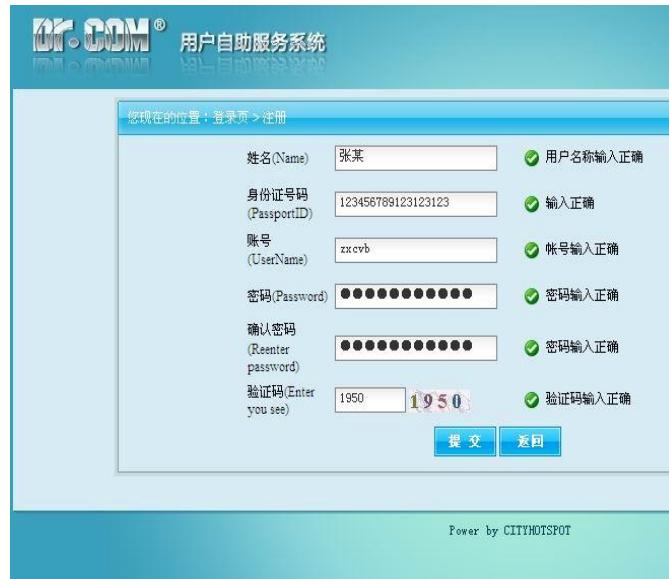 Dr.COM® 用户自助服务系统
您现在的位置：登录页 > 注册
姓名(Name) 张某 用户名称输入正确
身份证号码
(PassportID) 123456789123123123 输入正确
账号
(UserName) zxcvb 帐号输入正确
密码(Password) ●●●●●●●●●●● 密码输入正确
确认密码
(Reenter
password) ●●●●●●●●●●● 密码输入正确
验证码(Enter
you see) 1950 1950 验证码输入正确
提 交 返回
Power by CITYHOTSPOT